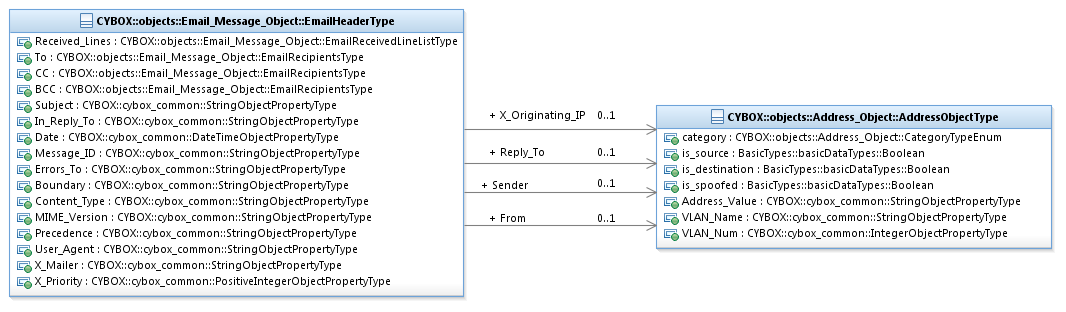 CYBOX::objects::Email_Message_Object::EmailHeaderType
Received_Lines : CYBOX::objects::Email_Message_Object::EmailReceivedLineListType
To : CYBOX::objects::Email_Message_Object::EmailRecipientsType
CC : CYBOX::objects::Email_Message_Object::EmailRecipientsType
BCC : CYBOX::objects::Email_Message_Object::EmailRecipientsType
Subject : CYBOX::cybox_common::StringObjectPropertyType
In_Reply_To : CYBOX::cybox_common::StringObjectPropertyType
Date : CYBOX::cybox_common::DateTimeObjectPropertyType
Message_ID : CYBOX::cybox_common::StringObjectPropertyType
Errors_To : CYBOX::cybox_common::StringObjectPropertyType
Boundary : CYBOX::cybox_common::StringObjectPropertyType
Content_Type : CYBOX::cybox_common::StringObjectPropertyType
MIME_Version : CYBOX::cybox_common::StringObjectPropertyType
Precedence : CYBOX::cybox_common::StringObjectPropertyType
User_Agent : CYBOX::cybox_common::StringObjectPropertyType
X_Mailer : CYBOX::cybox_common::StringObjectPropertyType
X_Priority : CYBOX::cybox_common::PositiveIntegerObjectPropertyType
+ X_Originating_IP 0..1
+ Reply_To 0..1
+ Sender 0..1
+ From 0..1
CYBOX::objects::Address_Object::AddressObjectType
category : CYBOX::objects::Address_Object::CategoryTypeEnum
is_source : BasicTypes::basicDataTypes::Boolean
is_destination : BasicTypes::basicDataTypes::Boolean
is_spoofed : BasicTypes::basicDataTypes::Boolean
Address_Value : CYBOX::cybox_common::StringObjectPropertyType
VLAN_Name : CYBOX::cybox_common::StringObjectPropertyType
VLAN_Num : CYBOX::cybox_common::IntegerObjectPropertyType